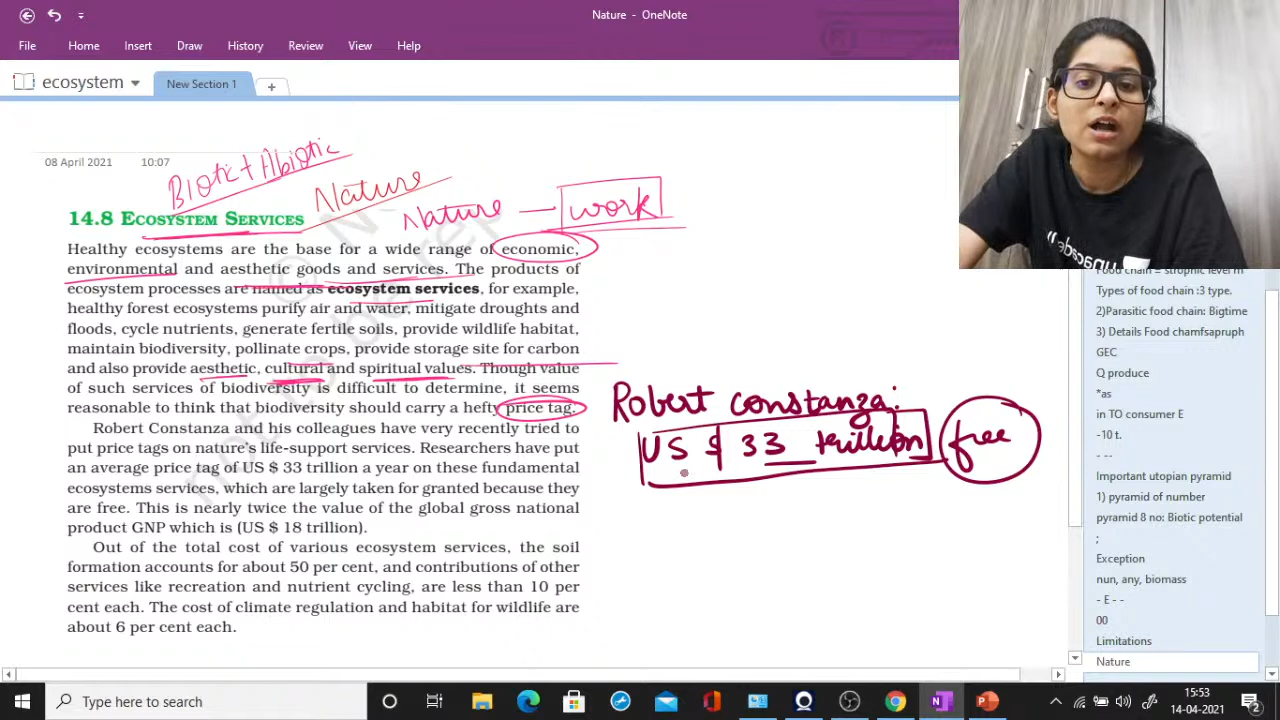 Nature - OneNote
File Home Insert Draw History Review View Help
ecosystem New Section 1 +
08 April 2021 10:07
Biotic + Abiotic
Nature
Nature — work
14.8 ECOSYSTEM SERVICES
Healthy ecosystems are the base for a wide range of economic,
environmental and aesthetic goods and services. The products of
ecosystem processes are named as ecosystem services, for example,
healthy forest ecosystems purify air and water, mitigate droughts and
floods, cycle nutrients, generate fertile soils, provide wildlife habitat,
maintain biodiversity, pollinate crops, provide storage site for carbon
and also provide aesthetic, cultural and spiritual values. Though value
of such services of biodiversity is difficult to determine, it seems
reasonable to think that biodiversity should carry a hefty price tag.
Robert Constanza and his colleagues have very recently tried to
put price tags on nature's life-support services. Researchers have put
an average price tag of US $ 33 trillion a year on these fundamental
ecosystems services, which are largely taken for granted because they
are free. This is nearly twice the value of the global gross national
product GNP which is (US $ 18 trillion).
Out of the total cost of various ecosystem services, the soil
formation accounts for about 50 per cent, and contributions of other
services like recreation and nutrient cycling, are less than 10 per
cent each. The cost of climate regulation and habitat for wildlife are
about 6 per cent each.
Robert constanza:
US $ 33 trillion free
unacade
Food chain = strophic level m
Types of food chain :3 type.
2)Parasitic food chain: Bigtime
3) Details Food chamfsapruph
GEC
Q produce
*as
in TO consumer E
-10 t.
- --
Important utopian pyramid
1) pyramid of number
pyramid 8 no: Biotic potential
;
Exception
nun, any, biomass
- E - -
00
Limitations
Nature
Type here to search
15:53
14-04-2021
2